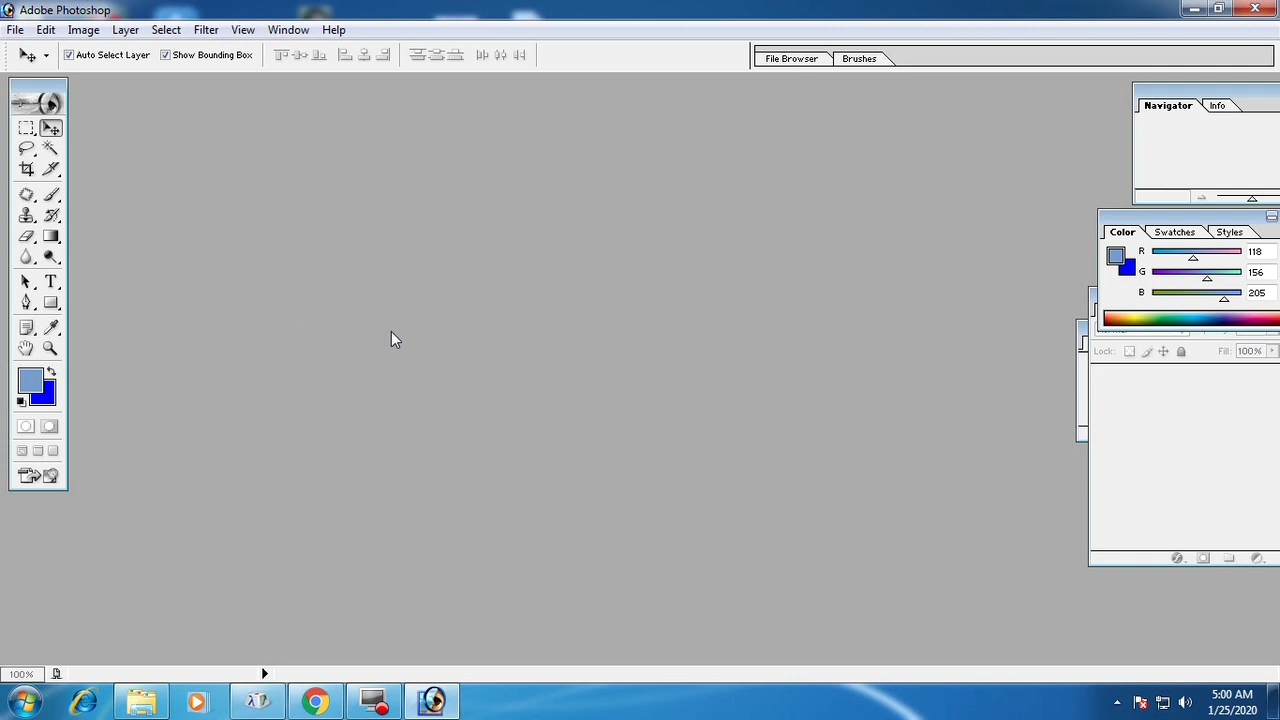 Adobe Photoshop
File Edit Image Layer Select Filter View Window Help
Auto Select Layer Show Bounding Box File Browser Brushes
Navigator Info
Color Swatches Styles
R 118
G 156
B 205
Lock: Fill: 100%
100%
5:00 AM
1/25/2020